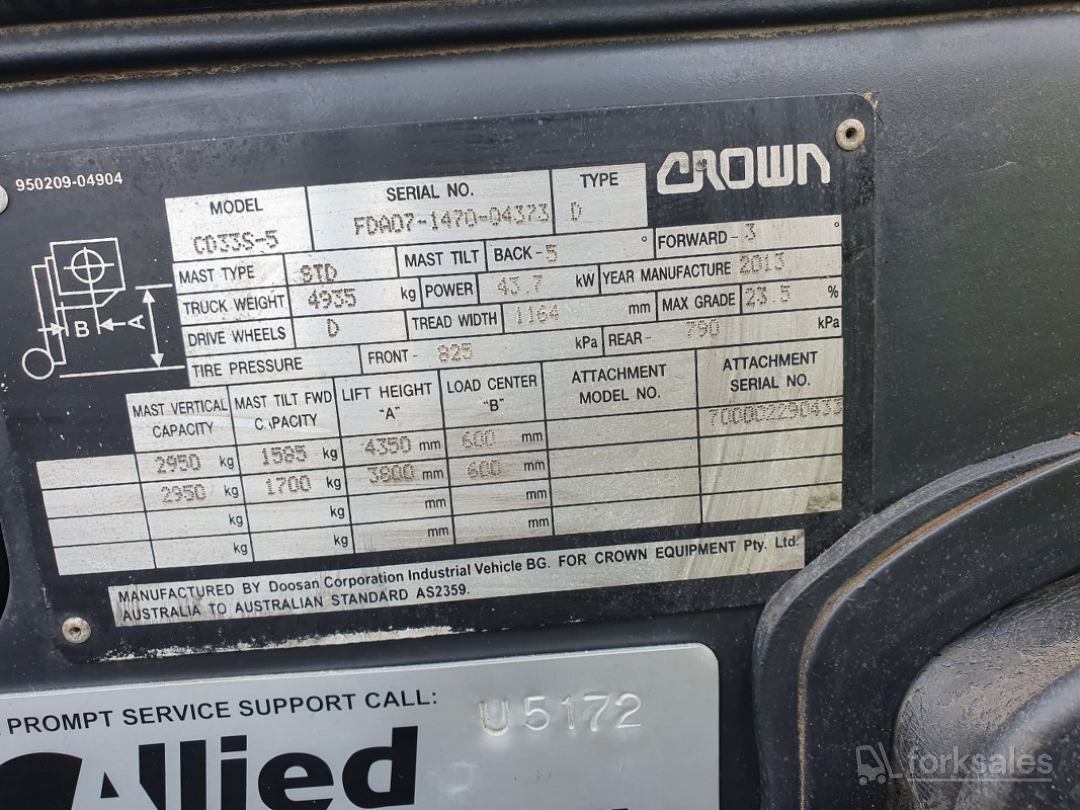 950209-04904
CROWN
MODEL SERIAL NO. TYPE
CD33S-5 FDA07-1470-04373 D
MAST TYPE STD MAST TILT BACK - 5 ° FORWARD - 3 °
TRUCK WEIGHT 4935 kg POWER 43.7 kW YEAR MANUFACTURE 2013
DRIVE WHEELS D TREAD WIDTH 1164 mm MAX GRADE 23.5 %
TIRE PRESSURE FRONT - 825 kPa REAR - 790 kPa
B A
MAST VERTICAL CAPACITY MAST TILT FWD CAPACITY LIFT HEIGHT "A" LOAD CENTER "B" ATTACHMENT MODEL NO. ATTACHMENT SERIAL NO.
2950 kg 1585 kg 4350 mm 600 mm 700002290433
2950 kg 1700 kg 3800 mm 600 mm
kg kg mm mm
kg kg mm mm
MANUFACTURED BY Doosan Corporation Industrial Vehicle BG. FOR CROWN EQUIPMENT Pty. Ltd.
AUSTRALIA TO AUSTRALIAN STANDARD AS2359.
PROMPT SERVICE SUPPORT CALL: U5172
Allied
forksales